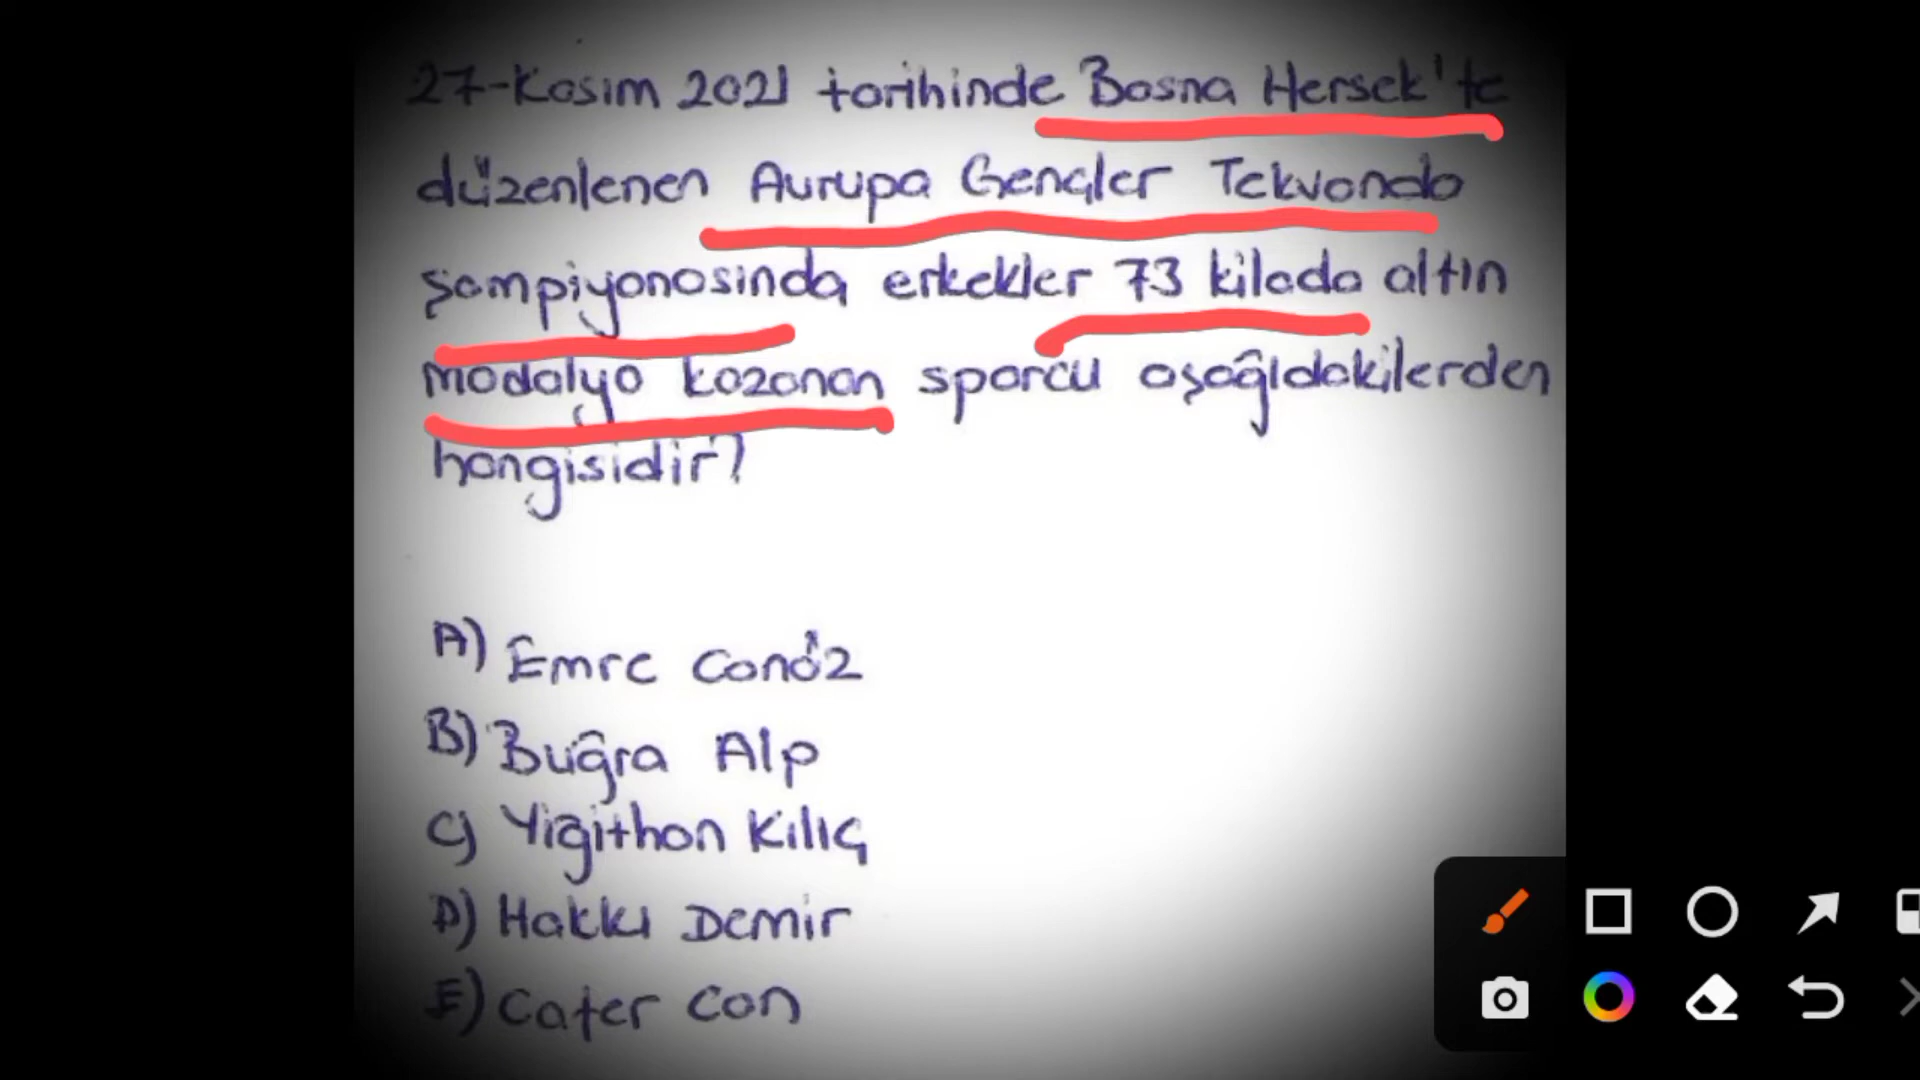 27-Kasım 2021 tarihinde Bosna Hersek'te
düzenlenen Avrupa Gençler Tekvando
şampiyonasında erkekler 73 kiloda altın
madalya kazanan sporcu aşağıdakilerden
hangisidir?
A) Emre Canöz
B) Buğra Alp
C) Yiğithan Kılıç
D) Hakkı Demir
E) Cafer Can